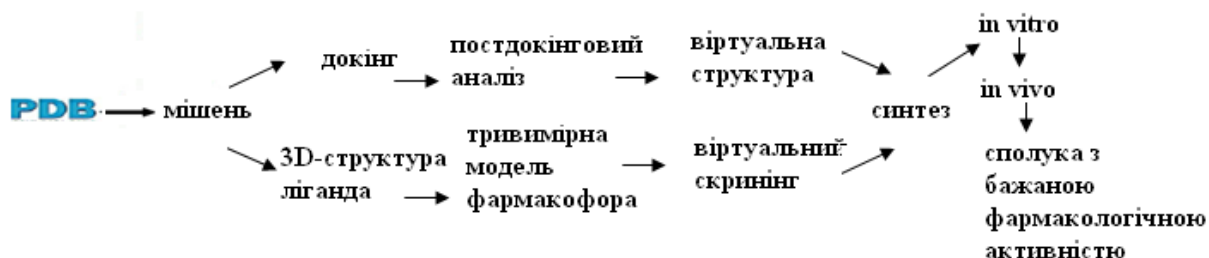 PDB
мішень
докінг
постдокінговий
аналіз
віртуальна
структура
3D-структура
ліганда
тривимірна
модель
фармакофора
віртуальний
скринінг
синтез
in vitro
in vivo
сполука з
бажаною
фармакологічною
активністю